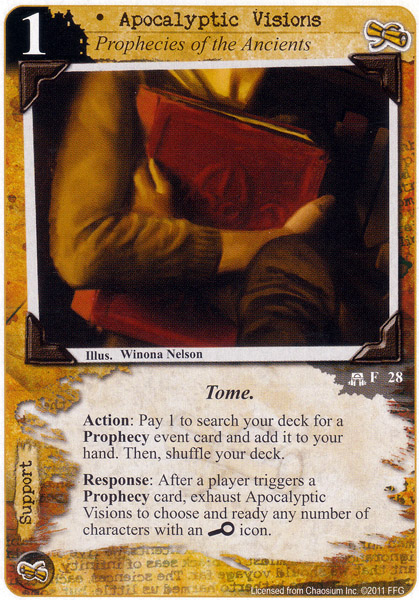 1
• Apocalyptic Visions
Prophecies of the Ancients
Illus. Winona Nelson
F 28
Tome.
Action: Pay 1 to search your deck for a
Prophecy event card and add it to your
hand. Then, shuffle your deck.
Response: After a player triggers a
Prophecy card, exhaust Apocalyptic
Visions to choose and ready any number of
characters with an icon.
Support
Licensed from Chaosium Inc. ©2011 FFG